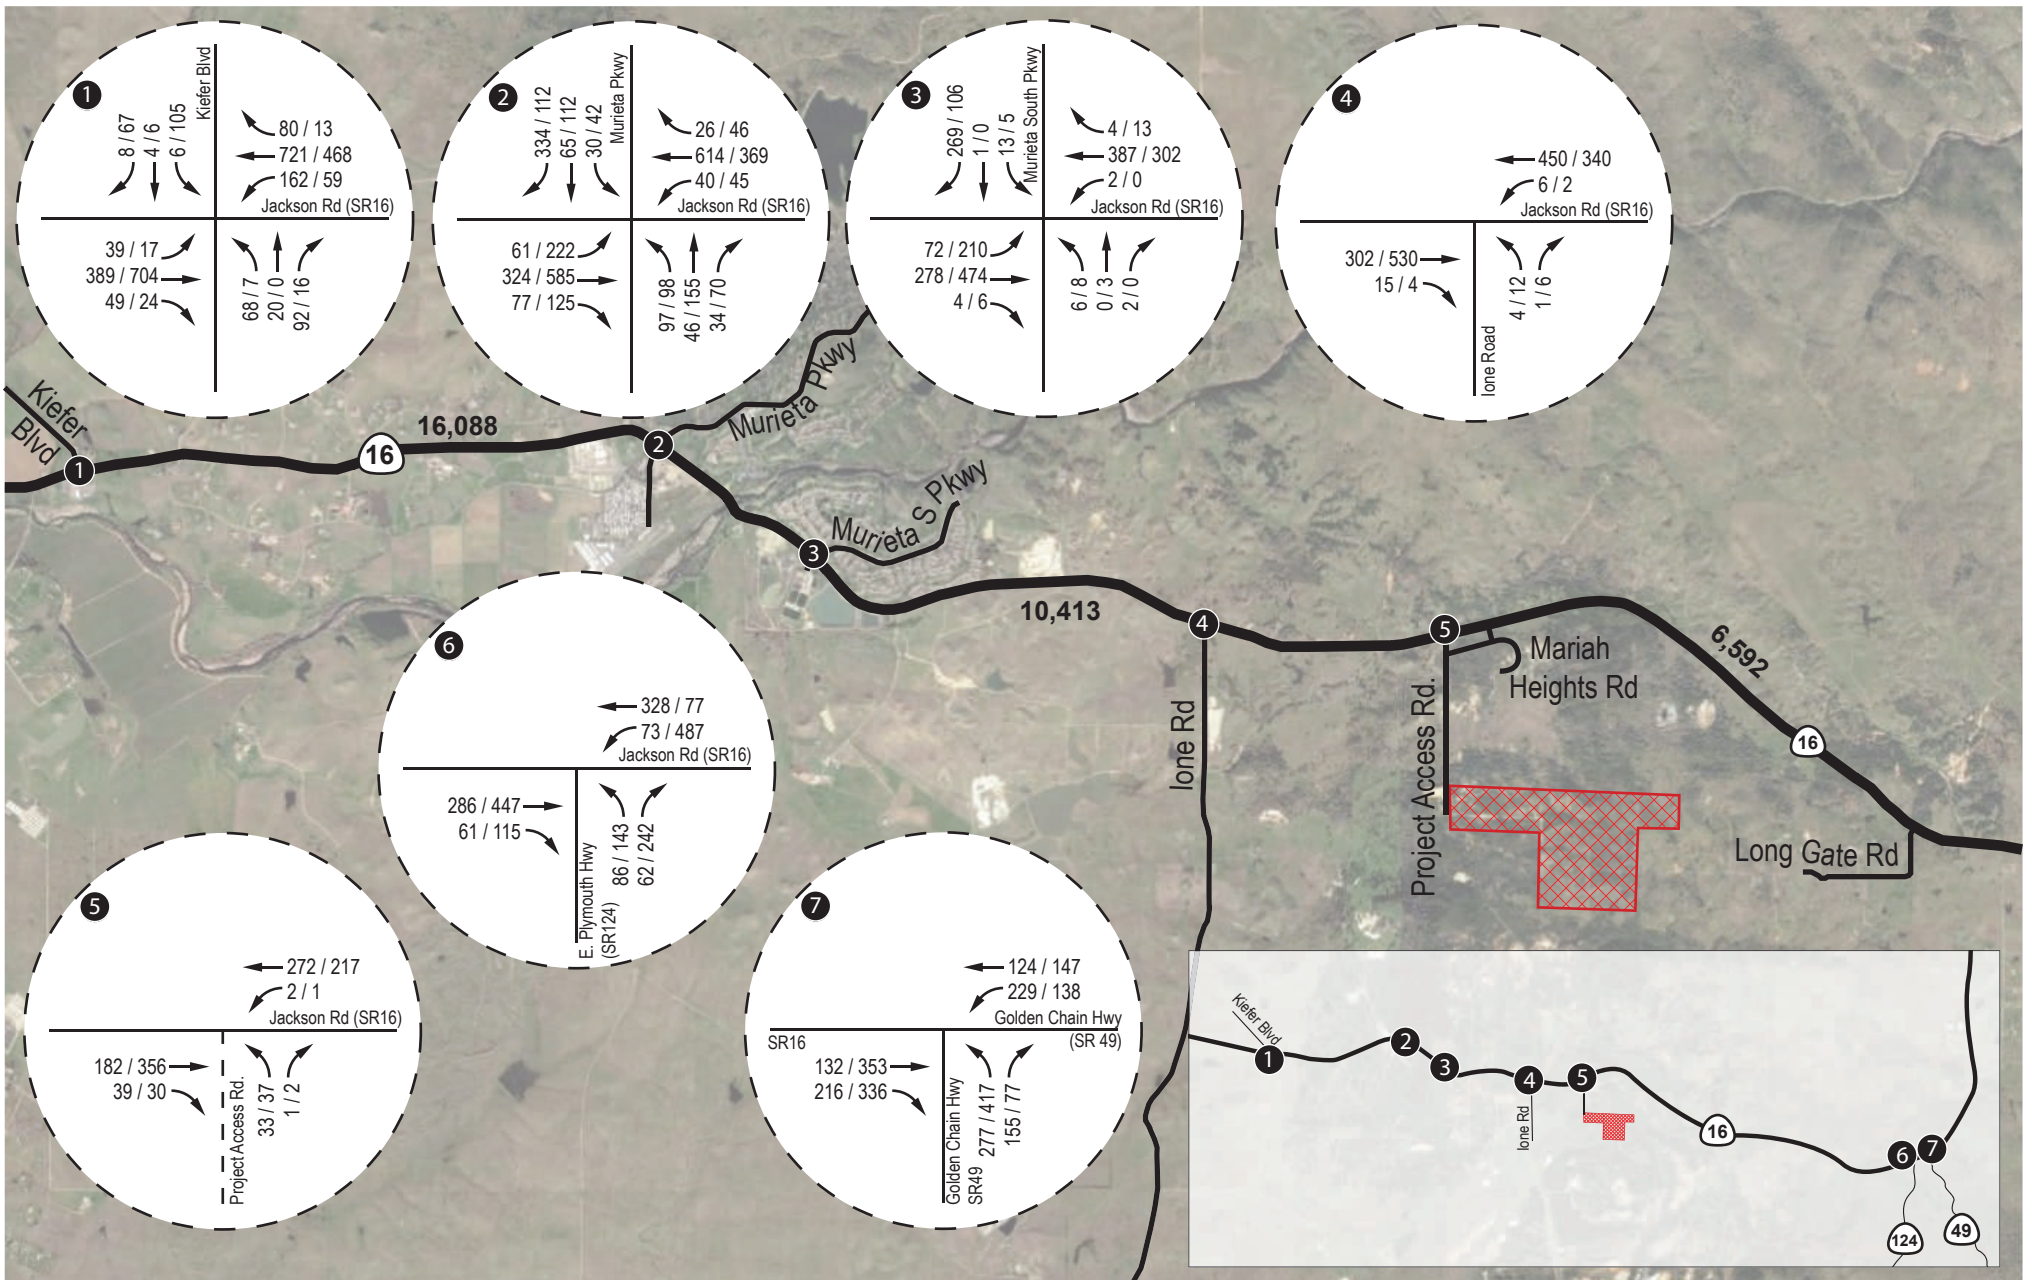 1
Kiefer Blvd
8 / 67
4 / 6
6 / 105
80 / 13
721 / 468
162 / 59
Jackson Rd (SR16)
39 / 17
389 / 704
49 / 24
68 / 7
20 / 0
92 / 16
2
Murieta Pkwy
334 / 112
65 / 112
30 / 42
26 / 46
614 / 369
40 / 45
Jackson Rd (SR16)
61 / 222
324 / 585
77 / 125
97 / 98
46 / 155
34 / 70
3
Murieta South Pkwy
269 / 106
1 / 0
13 / 5
4 / 13
387 / 302
2 / 0
Jackson Rd (SR16)
72 / 210
278 / 474
4 / 6
6 / 8
0 / 3
2 / 0
4
450 / 340
6 / 2
Jackson Rd (SR16)
302 / 530
15 / 4
4 / 12
1 / 6
Ione Road
Kiefer
Blvd
1
16
16,088
2
Murieta Pkwy
3
Murieta S Pkwy
10,413
4
Ione Rd
5
Project Access Rd.
Mariah
Heights Rd
6,592
16
Long Gate Rd
6
328 / 77
73 / 487
Jackson Rd (SR16)
286 / 447
61 / 115
E. Plymouth Hwy
(SR124)
86 / 143
62 / 242
5
272 / 217
2 / 1
Jackson Rd (SR16)
182 / 356
39 / 30
Project Access Rd.
33 / 37
1 / 2
7
124 / 147
229 / 138
Golden Chain Hwy
(SR 49)
SR16
132 / 353
216 / 336
Golden Chain Hwy
SR49
277 / 417
155 / 77
Kiefer Blvd
1
2
3
4
5
Ione Rd
16
6
7
124
49